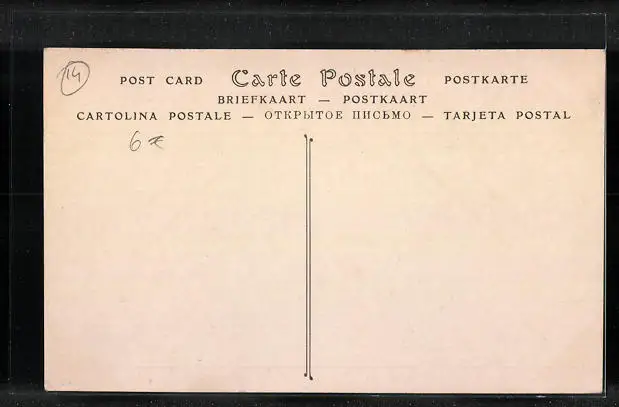 14
POST CARD Carte Postale POSTKARTE
BRIEFKAART — POSTKAART
CARTOLINA POSTALE — ОТКРЫТОЕ ПИСЬМО — TARJETA POSTAL
6€